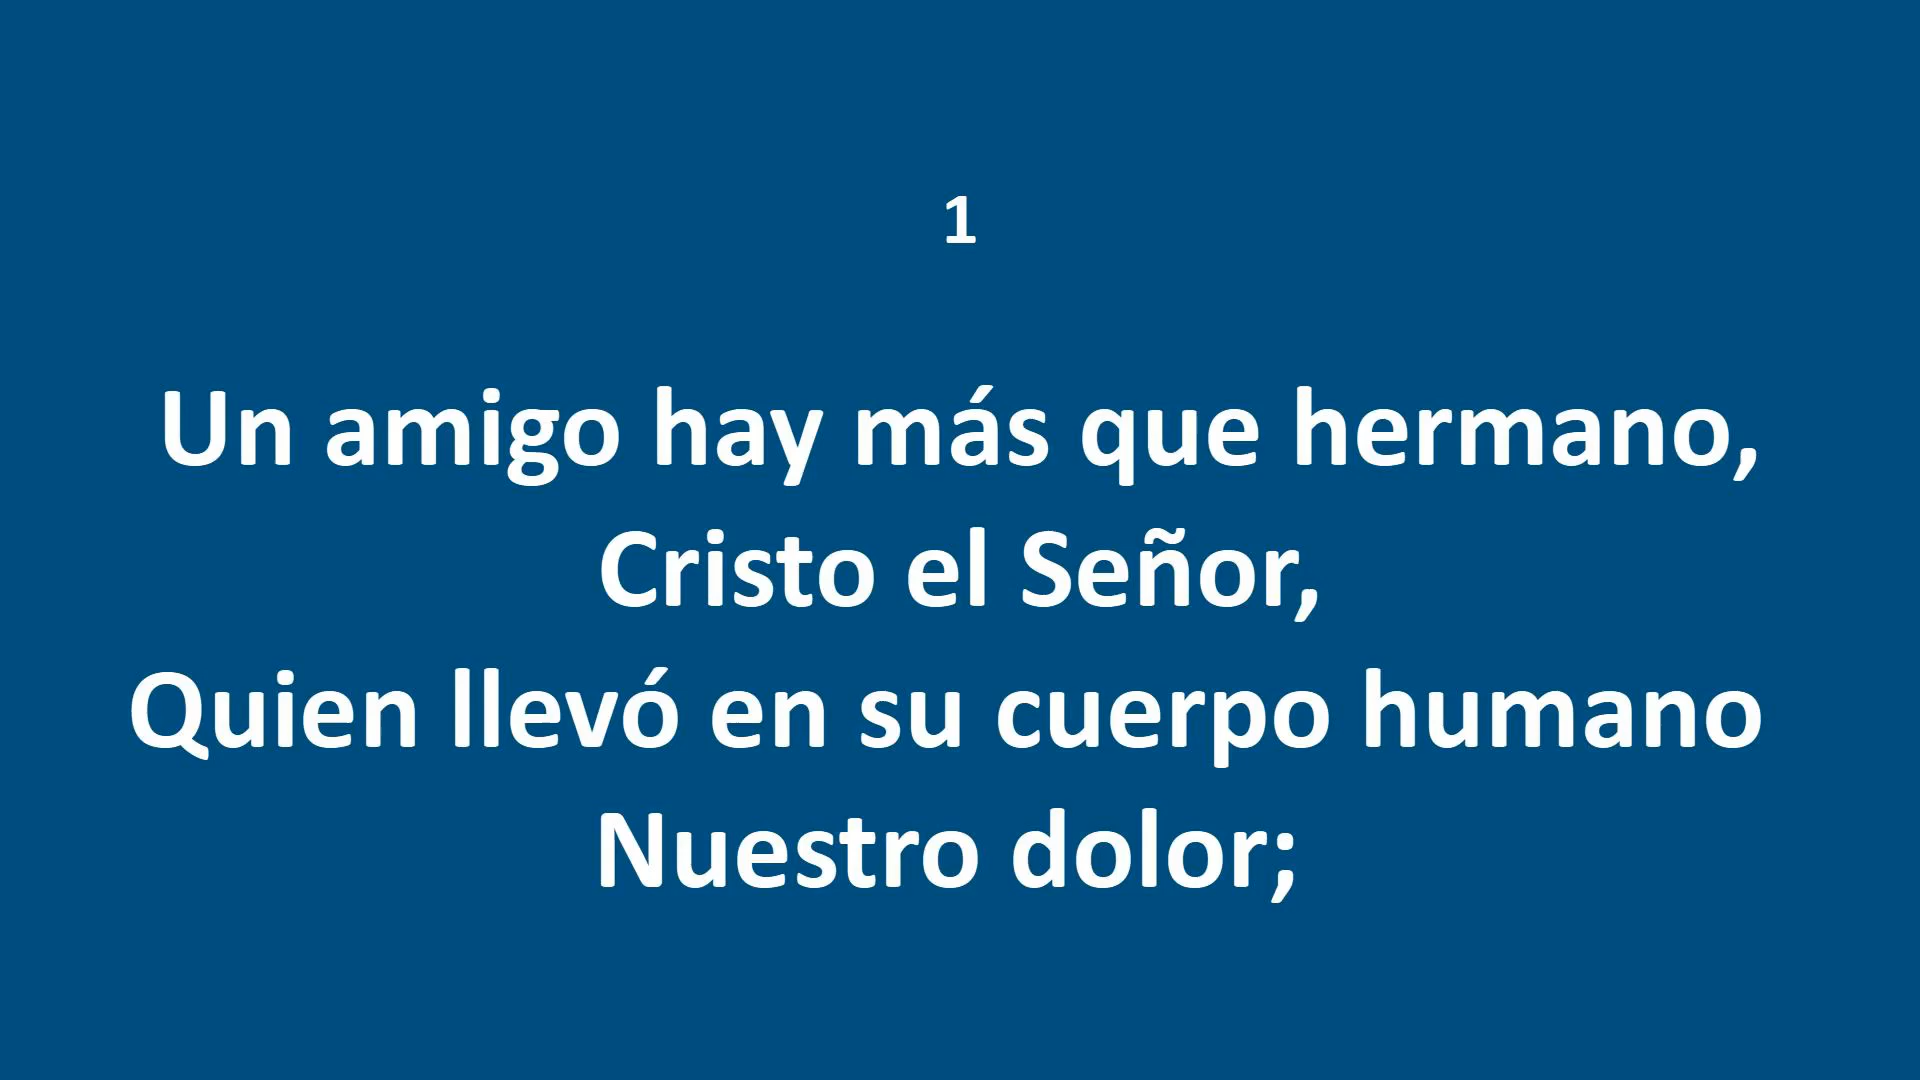 1
Un amigo hay más que hermano,
Cristo el Señor,
Quien llevó en su cuerpo humano
Nuestro dolor;